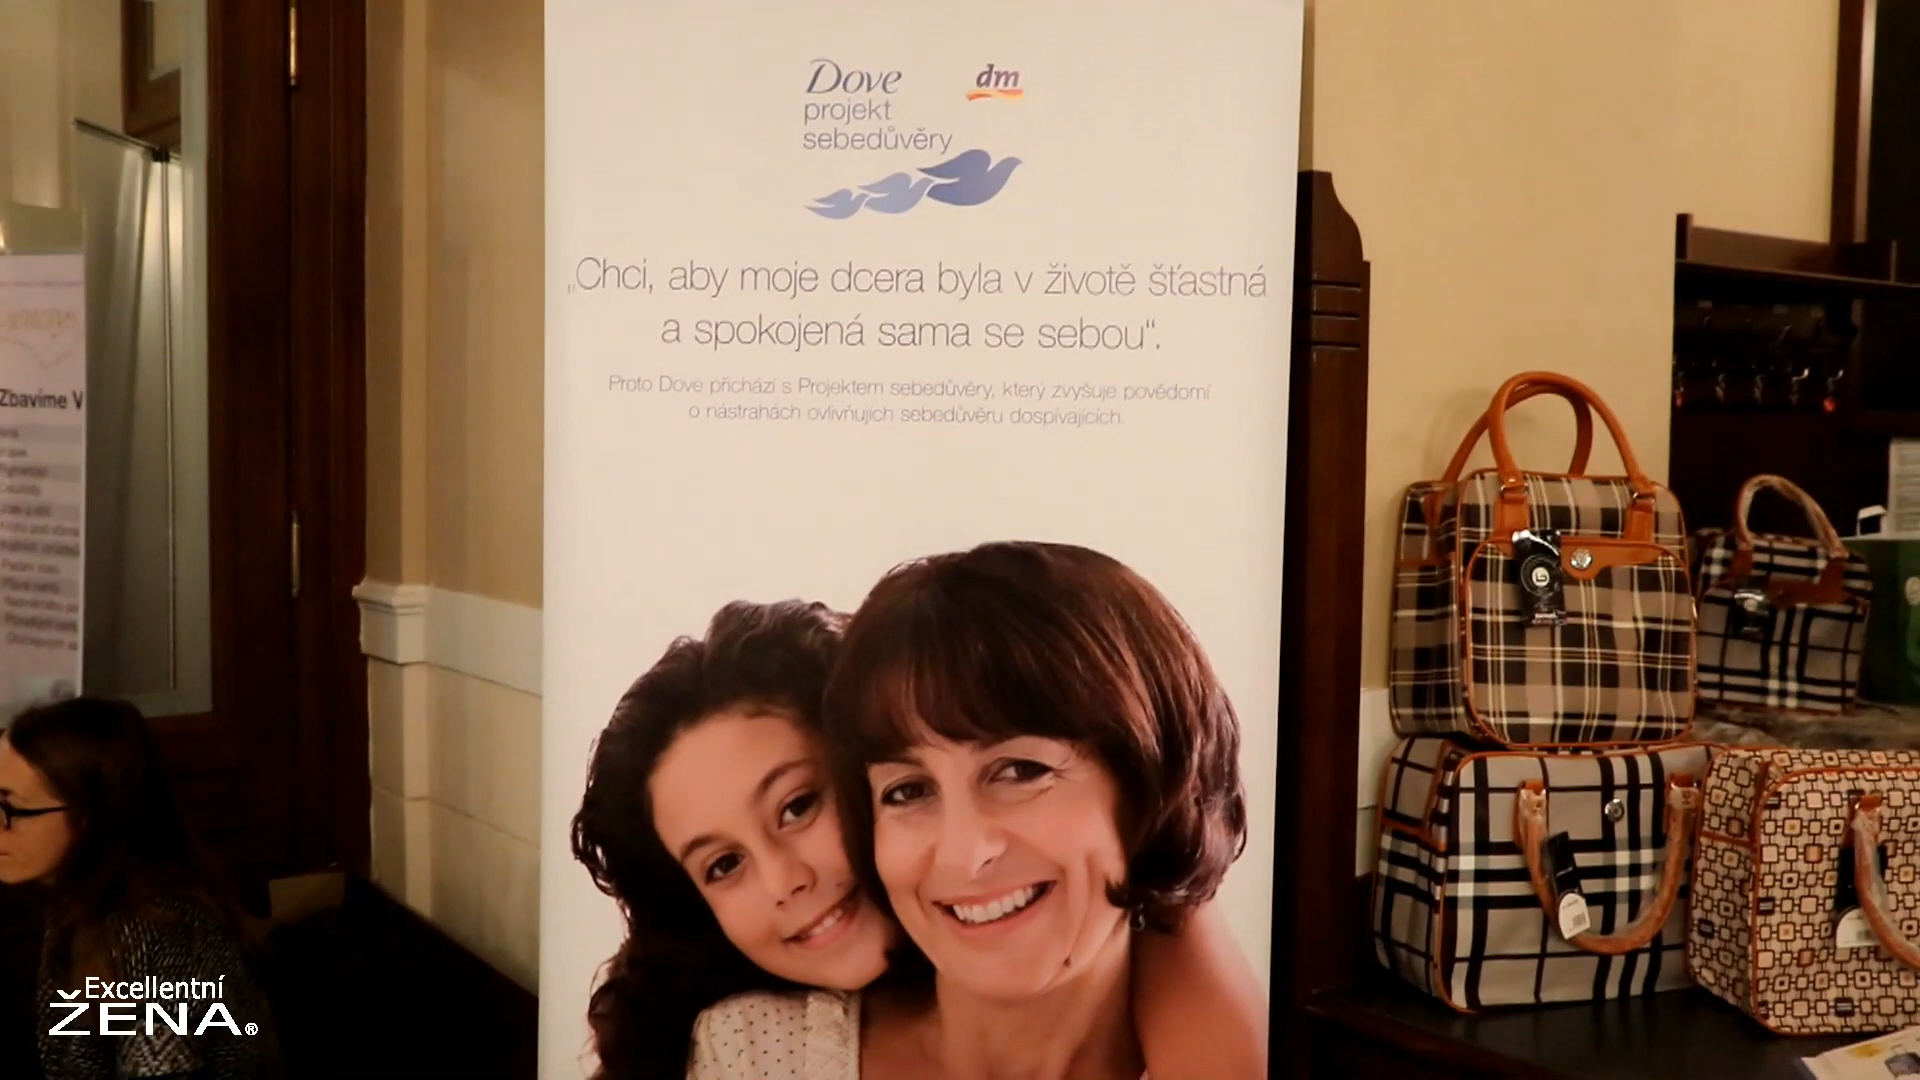 Dove
dm
projekt
sebedůvěry
„Chci, aby moje dcera byla v životě šťastná
a spokojená sama se sebou“.
Proto Dove přichází s Projektem sebedůvěry, který zvyšuje povědomí
o nástrahách ovlivňujích sebedůvěru dospívajících.
Zbavíme V
Excellentní
ŽENA®